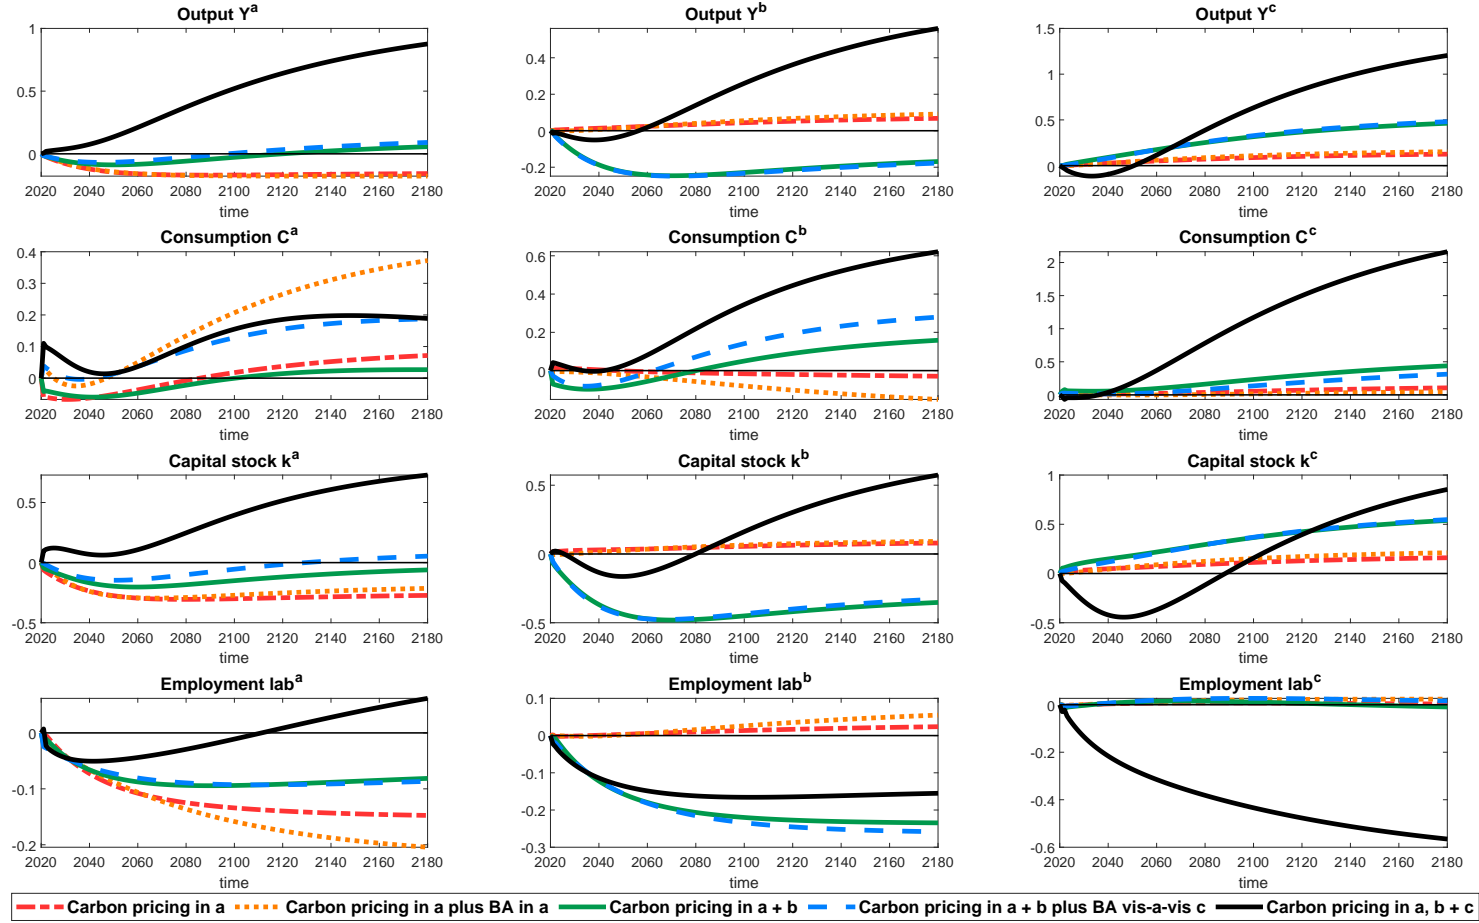 Output Yᵃ
1
0.5
0
2020 2040 2060 2080 2100 2120 2140 2160 2180
time
Output Yᵇ
0.4
0.2
0
-0.2
2020 2040 2060 2080 2100 2120 2140 2160 2180
time
Output Yᶜ
1.5
1
0.5
0
2020 2040 2060 2080 2100 2120 2140 2160 2180
time
Consumption Cᵃ
0.4
0.3
0.2
0.1
0
2020 2040 2060 2080 2100 2120 2140 2160 2180
time
Consumption Cᵇ
0.6
0.4
0.2
0
2020 2040 2060 2080 2100 2120 2140 2160 2180
time
Consumption Cᶜ
2
1.5
1
0.5
0
2020 2040 2060 2080 2100 2120 2140 2160 2180
time
Capital stock kᵃ
0.5
0
-0.5
2020 2040 2060 2080 2100 2120 2140 2160 2180
time
Capital stock kᵇ
0.5
0
-0.5
2020 2040 2060 2080 2100 2120 2140 2160 2180
time
Capital stock kᶜ
1
0.5
0
-0.5
2020 2040 2060 2080 2100 2120 2140 2160 2180
time
Employment labᵃ
0
-0.1
-0.2
2020 2040 2060 2080 2100 2120 2140 2160 2180
time
Employment labᵇ
0.1
0
-0.1
-0.2
-0.3
2020 2040 2060 2080 2100 2120 2140 2160 2180
time
Employment labᶜ
0
-0.2
-0.4
-0.6
2020 2040 2060 2080 2100 2120 2140 2160 2180
time
Carbon pricing in a Carbon pricing in a plus BA in a Carbon pricing in a + b Carbon pricing in a + b plus BA vis-a-vis c Carbon pricing in a, b + c